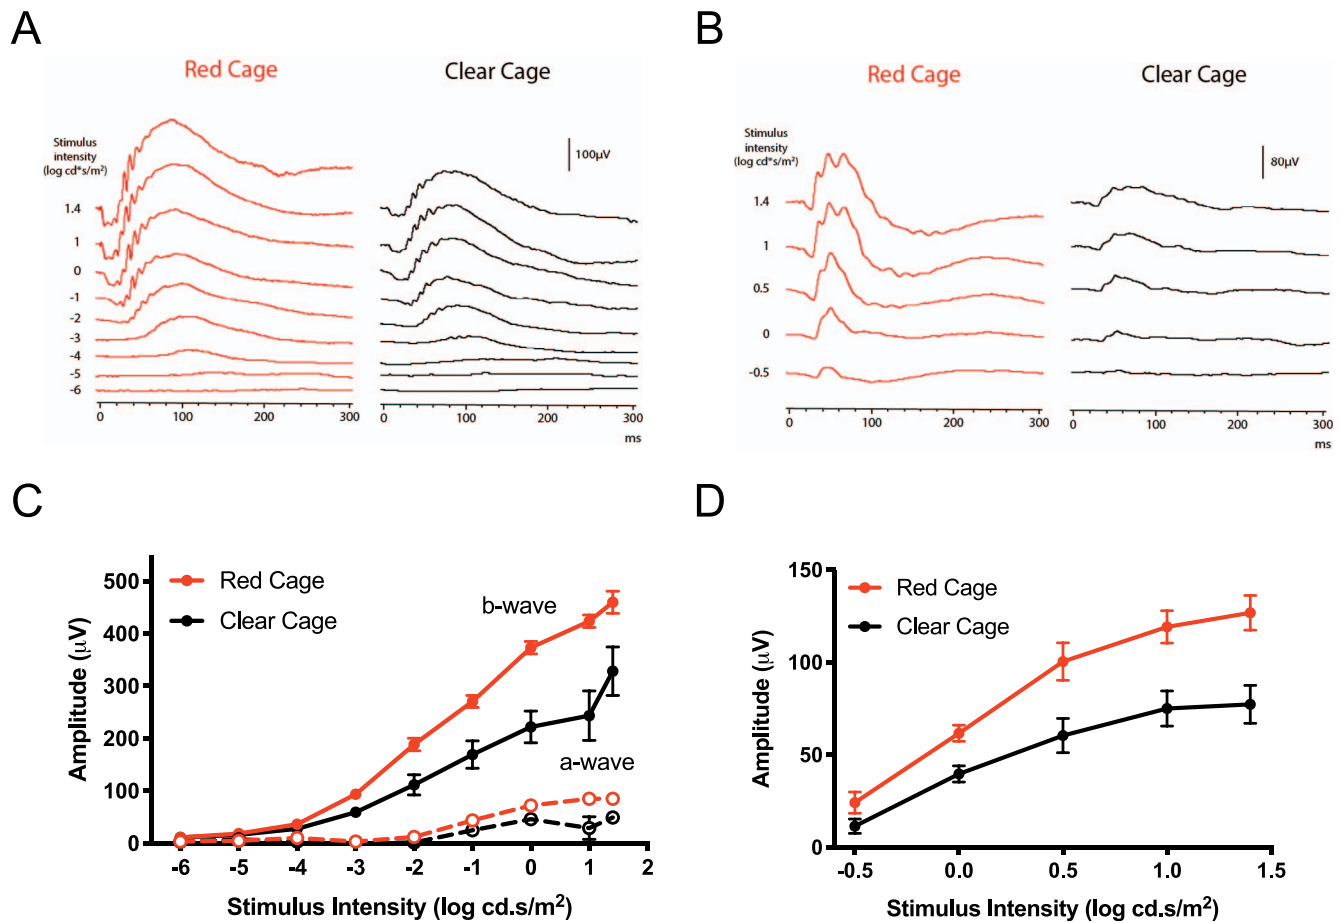 A
Red Cage
Clear Cage
Stimulus
intensity
(log cd*s/m²)
100µV
1.4
1
0
-1
-2
-3
-4
-5
-6
0 100 200 300
0 100 200 300
ms
B
Red Cage
Clear Cage
Stimulus
intensity
(log cd*s/m²)
80µV
1.4
1
0.5
0
-0.5
0 100 200 300
0 100 200 300
ms
C
Red Cage
Clear Cage
b-wave
a-wave
Amplitude (µV)
500
400
300
200
100
0
-6 -5 -4 -3 -2 -1 0 1 2
Stimulus Intensity (log cd.s/m²)
D
Red Cage
Clear Cage
Amplitude (µV)
150
100
50
0
-0.5 0.0 0.5 1.0 1.5
Stimulus Intensity (log cd.s/m²)